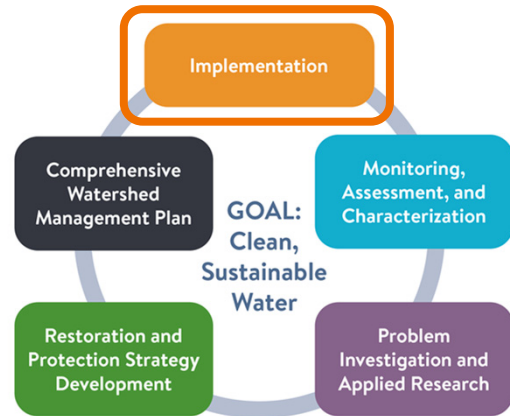 Implementation
Comprehensive
Watershed
Management Plan
Monitoring,
Assessment, and
Characterization
GOAL:
Clean,
Sustainable
Water
Restoration and
Protection Strategy
Development
Problem
Investigation and
Applied Research